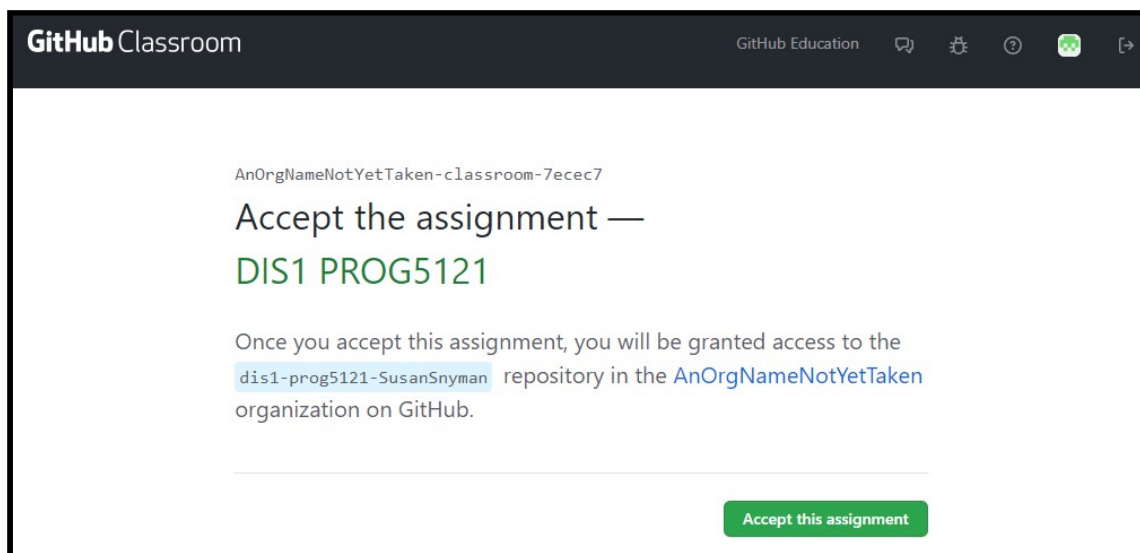 GitHub Classroom
GitHub Education
AnOrgNameNotYetTaken-classroom-7ecec7
Accept the assignment —
DIS1 PROG5121
Once you accept this assignment, you will be granted access to the
dis1-prog5121-SusanSnyman repository in the AnOrgNameNotYetTaken
organization on GitHub.
Accept this assignment